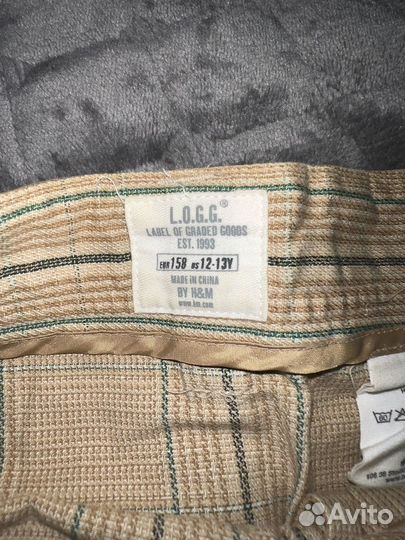 L.O.G.G.®
LABEL OF GRADED GOODS
EST. 1993
EUR 158 US 12-13Y
MADE IN CHINA
BY H&M
www.hm.com
Avito